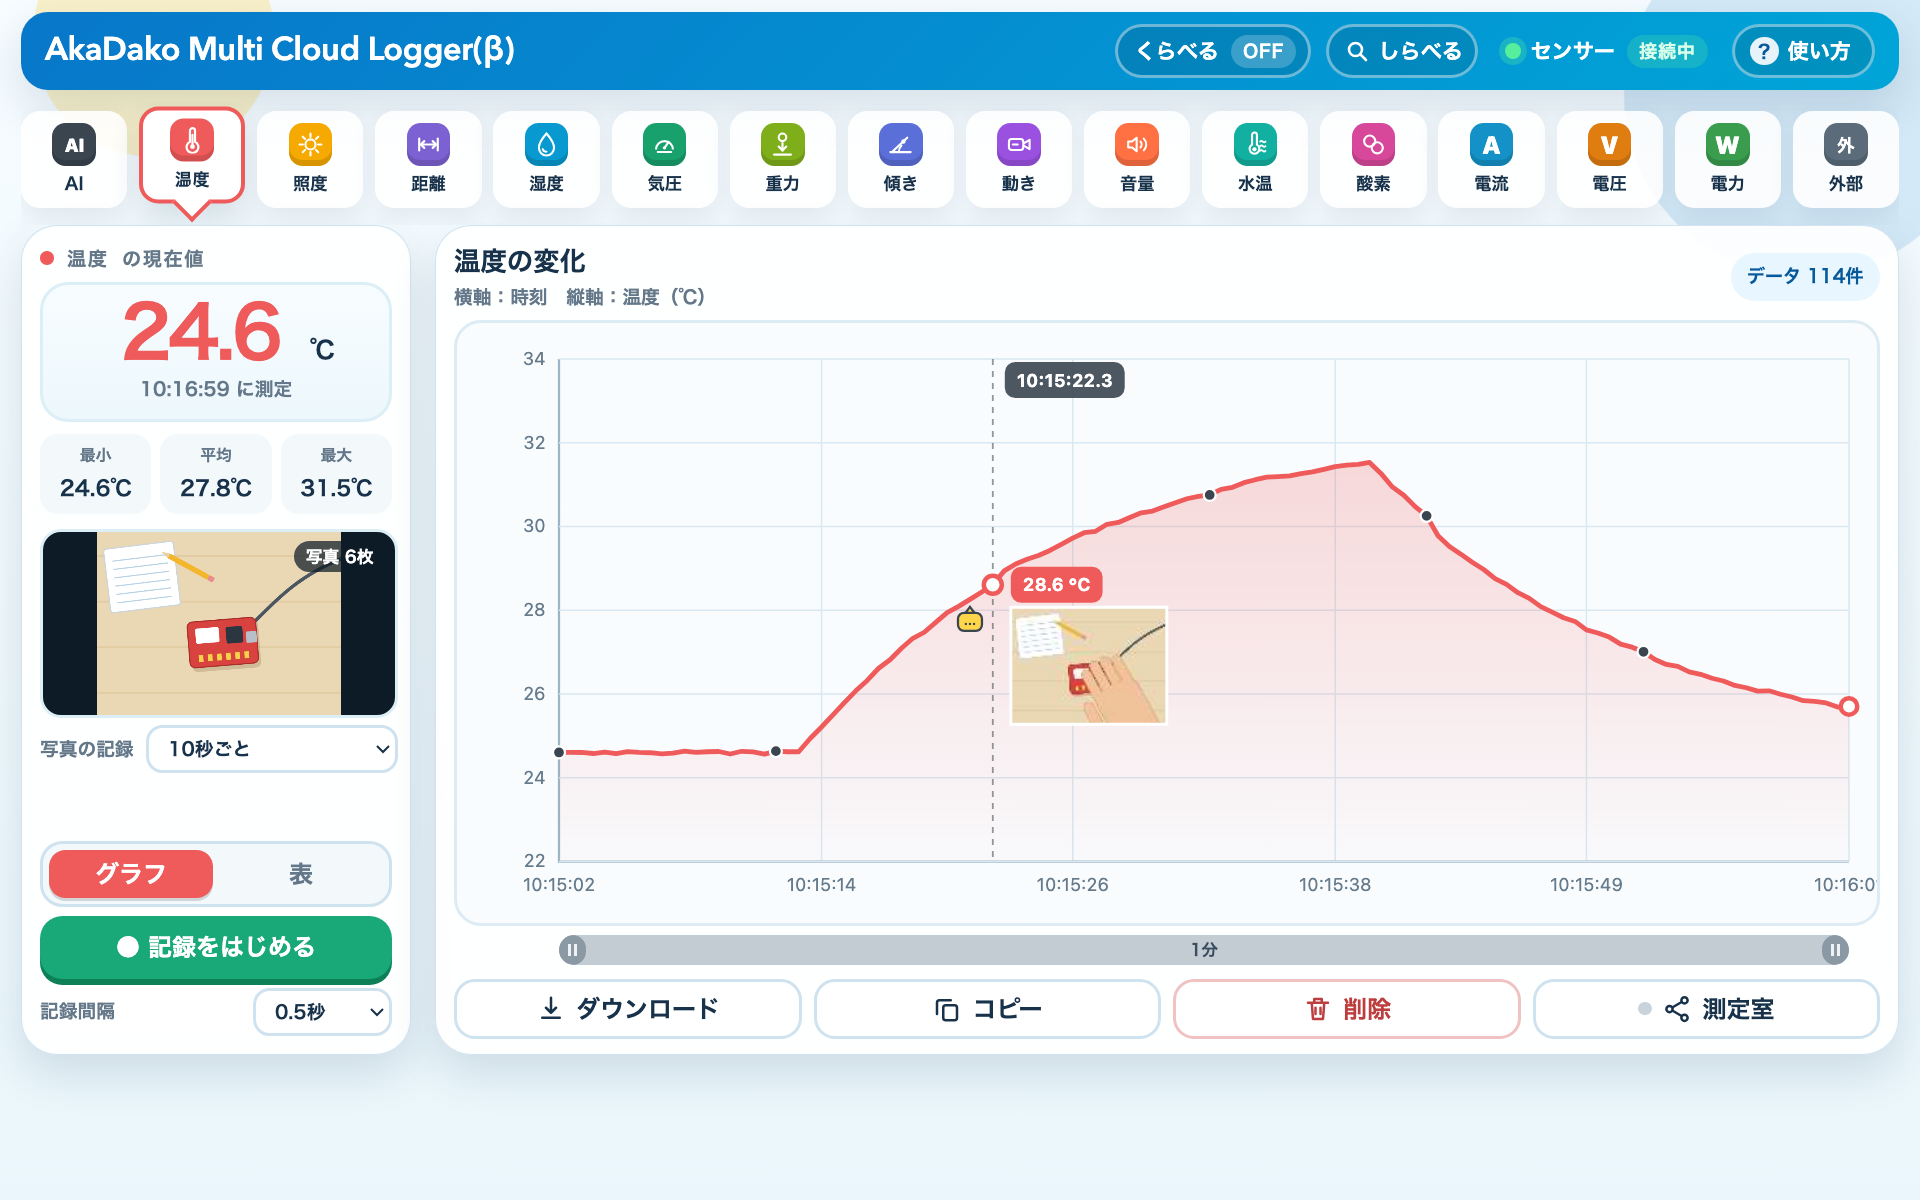 AkaDako Multi Cloud Logger(β)
くらべる OFF
しらべる
センサー 接続中
? 使い方
AI
AI
温度
照度
距離
湿度
気圧
重力
傾き
動き
音量
水温
酸素
A
電流
V
電圧
W
電力
外
外部
温度 の現在値
24.6 ℃
10:16:59 に測定
最小
24.6℃
平均
27.8℃
最大
31.5℃
写真 6枚
写真の記録 10秒ごと
グラフ 表
記録をはじめる
記録間隔 0.5秒
温度の変化
横軸：時刻 縦軸：温度（℃）
データ 114件
34
32
30
28
26
24
22
10:15:22.3
28.6 ℃
10:15:02 10:15:14 10:15:26 10:15:38 10:15:49 10:16:0
1分
ダウンロード
コピー
削除
測定室